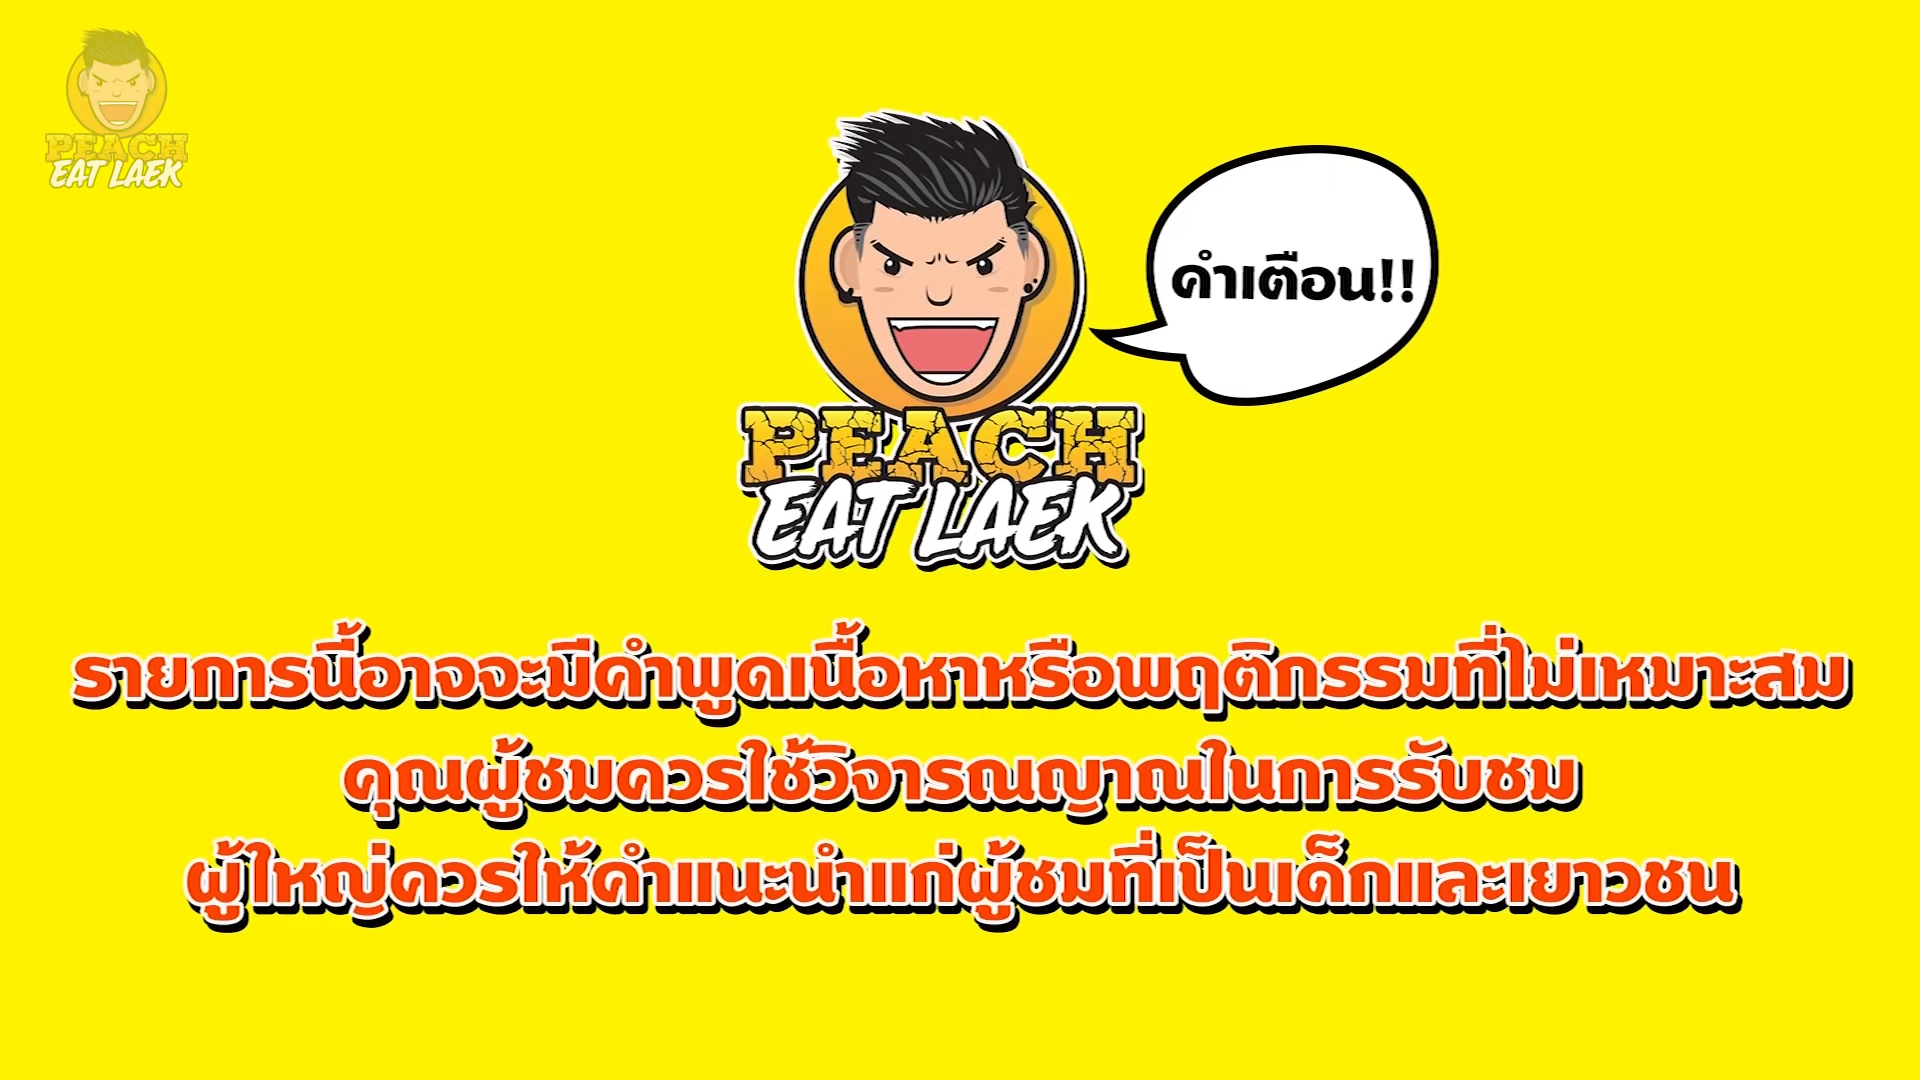 PEACH
EAT LAEK
คำเตือน!!
PEACH
EAT LAEK
รายการนี้อาจจะมีคำพูดเนื้อหาหรือพฤติกรรมที่ไม่เหมาะสม
คุณผู้ชมควรใช้วิจารณญาณในการรับชม
ผู้ใหญ่ควรให้คำแนะนำแก่ผู้ชมที่เป็นเด็กและเยาวชน